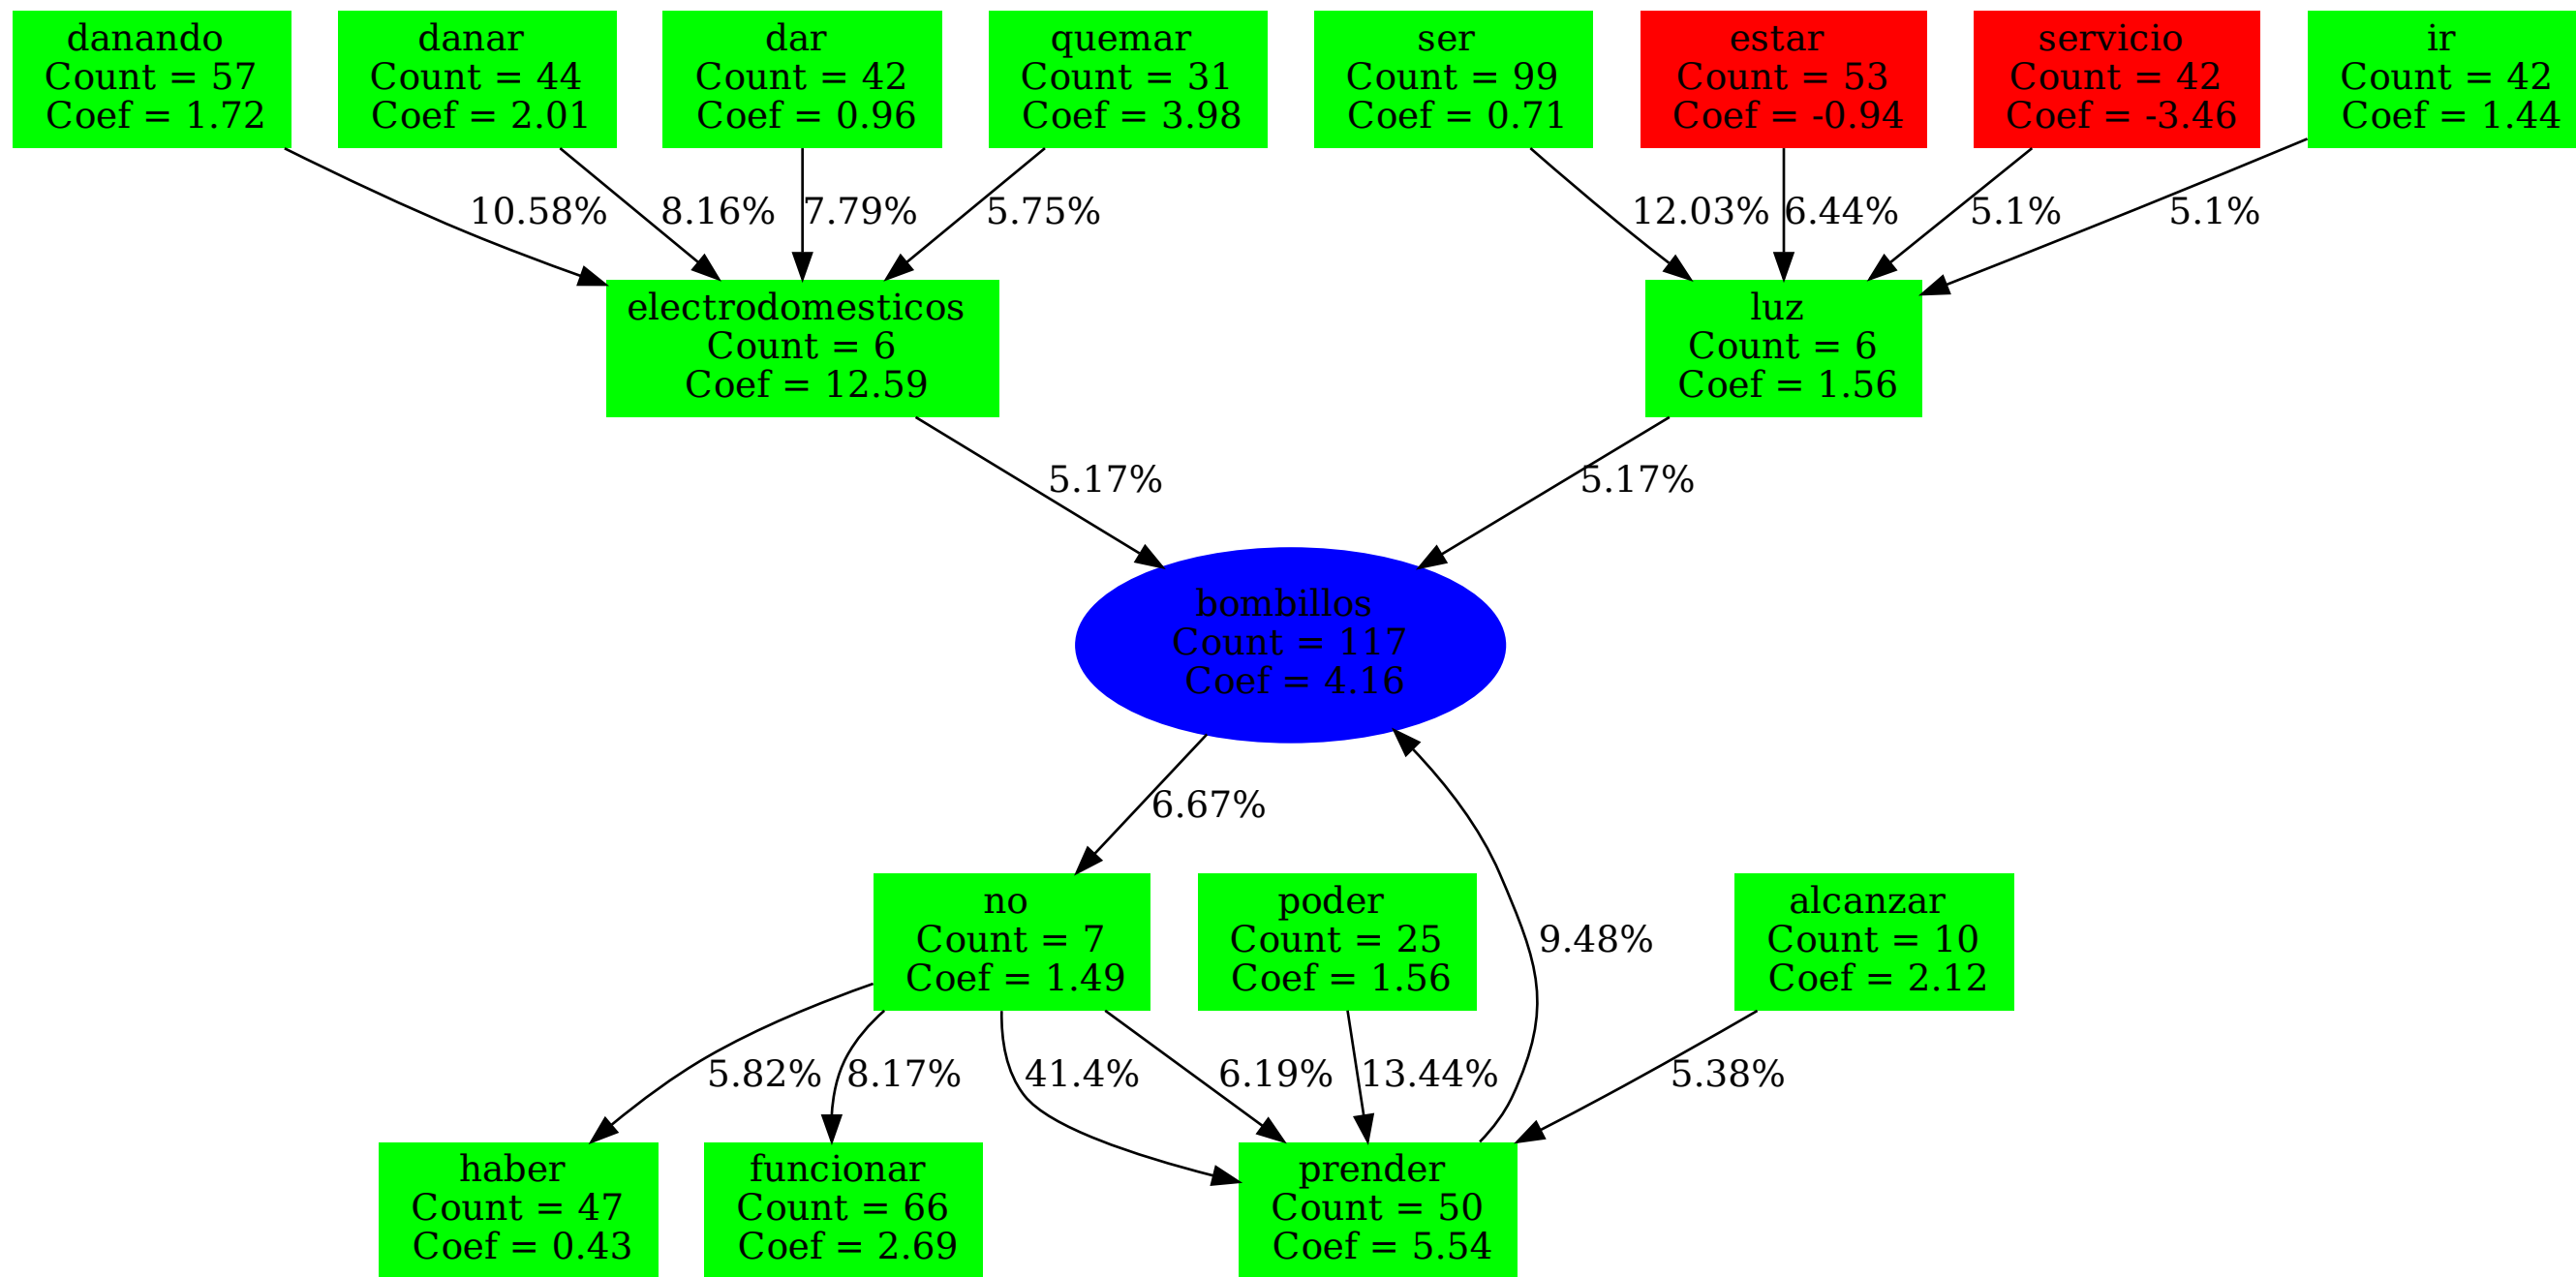 danando
Count = 57
Coef = 1.72
danar
Count = 44
Coef = 2.01
dar
Count = 42
Coef = 0.96
quemar
Count = 31
Coef = 3.98
ser
Count = 99
Coef = 0.71
estar
Count = 53
Coef = -0.94
servicio
Count = 42
Coef = -3.46
ir
Count = 42
Coef = 1.44
10.58%
8.16%
7.79%
5.75%
12.03%
6.44%
5.1%
5.1%
electrodomesticos
Count = 6
Coef = 12.59
luz
Count = 6
Coef = 1.56
5.17%
5.17%
bombillos
Count = 117
Coef = 4.16
6.67%
no
Count = 7
Coef = 1.49
poder
Count = 25
Coef = 1.56
9.48%
alcanzar
Count = 10
Coef = 2.12
5.82%
8.17%
41.4%
6.19%
13.44%
5.38%
haber
Count = 47
Coef = 0.43
funcionar
Count = 66
Coef = 2.69
prender
Count = 50
Coef = 5.54